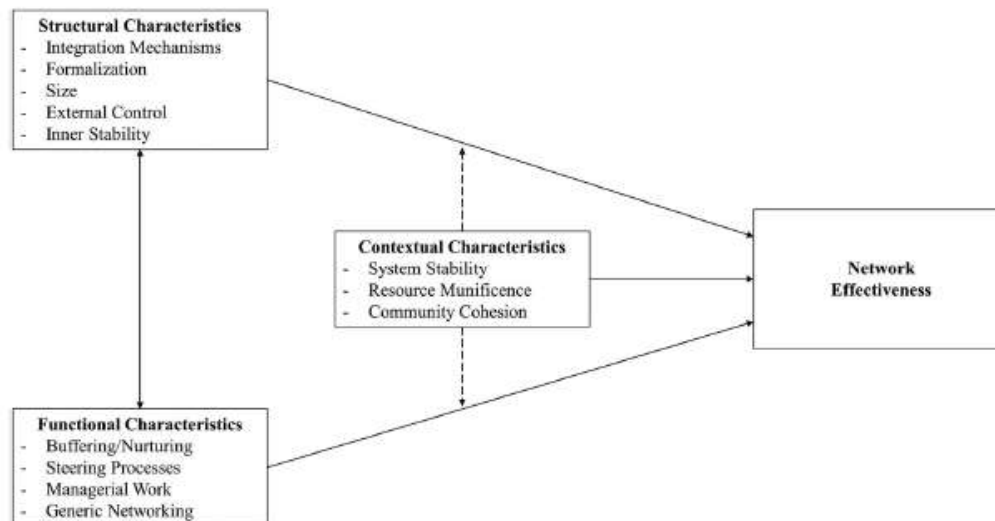 Structural Characteristics
- Integration Mechanisms
- Formalization
- Size
- External Control
- Inner Stability
Contextual Characteristics
- System Stability
- Resource Munificence
- Community Cohesion
Network
Effectiveness
Functional Characteristics
- Buffering/Nurturing
- Steering Processes
- Managerial Work
- Generic Networking